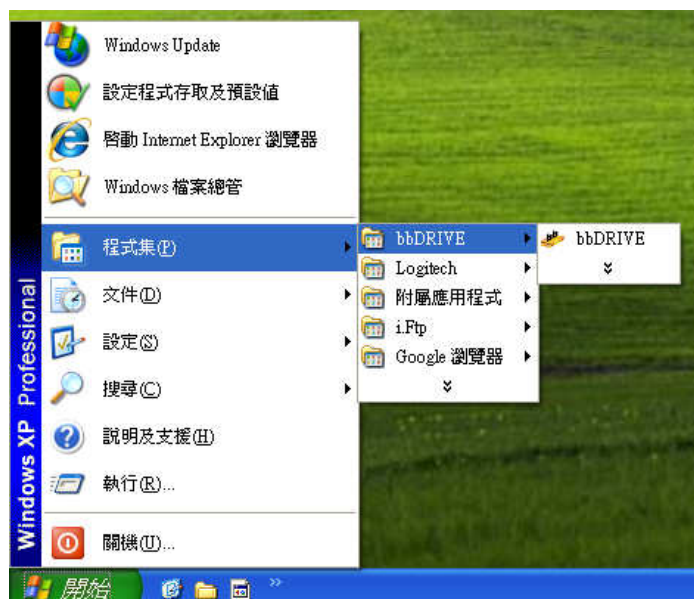 Windows Update
設定程式存取及預設值
啓動 Internet Explorer 瀏覽器
Windows 檔案總管
程式集(P)
bbDRIVE
bbDRIVE
Logitech
附屬應用程式
i.Ftp
Google 瀏覽器
文件(D)
設定(S)
搜尋(C)
說明及支援(H)
執行(R)...
關機(U)...
Windows XP Professional
開始